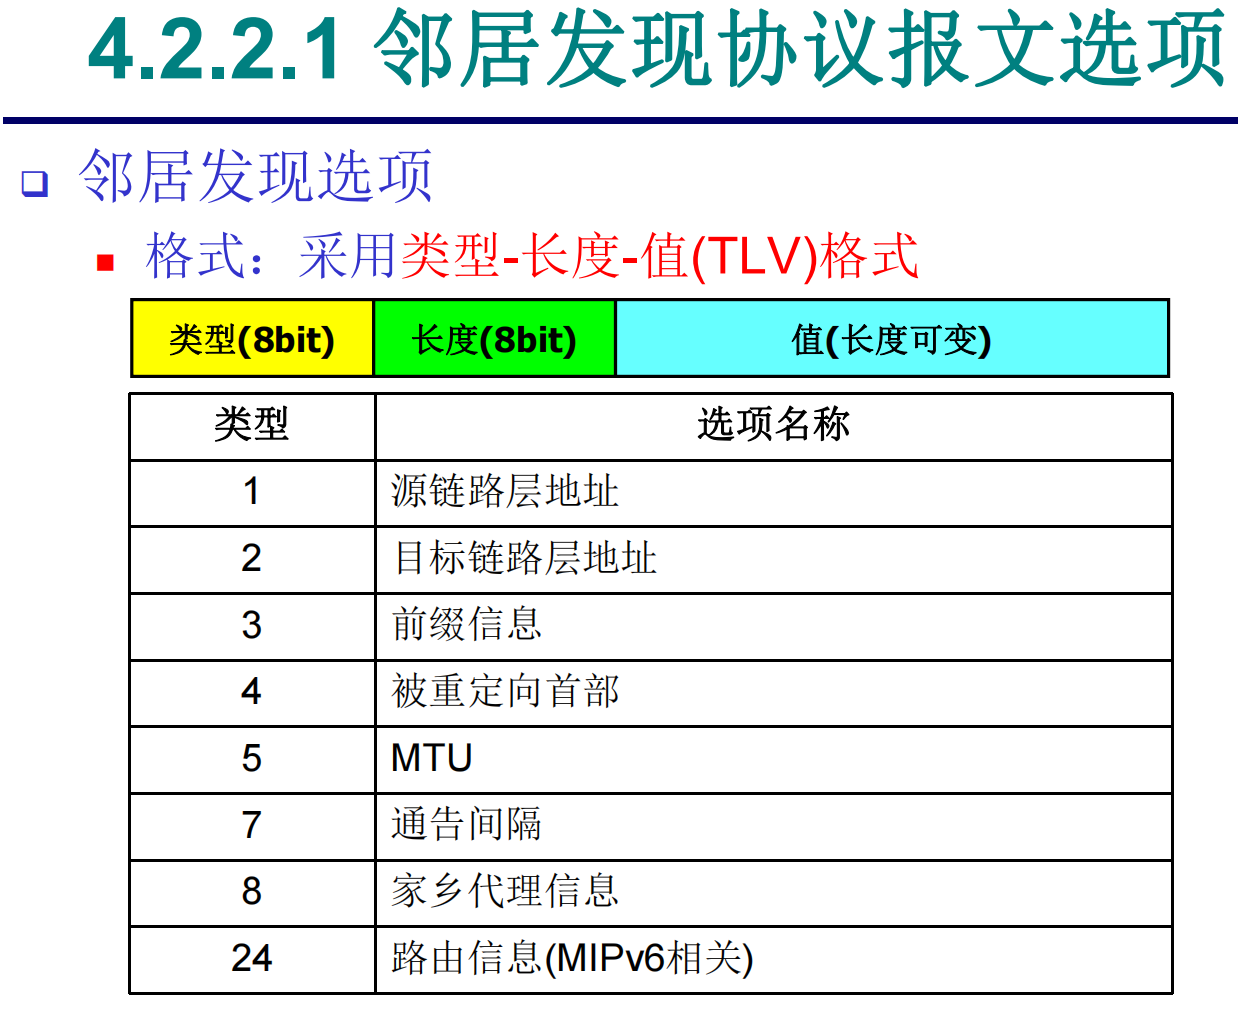 4.2.2.1 邻居发现协议报文选项
邻居发现选项
格式：采用类型-长度-值(TLV)格式
类型(8bit) 长度(8bit) 值(长度可变)
类型 选项名称
1 源链路层地址
2 目标链路层地址
3 前缀信息
4 被重定向首部
5 MTU
7 通告间隔
8 家乡代理信息
24 路由信息(MIPv6相关)